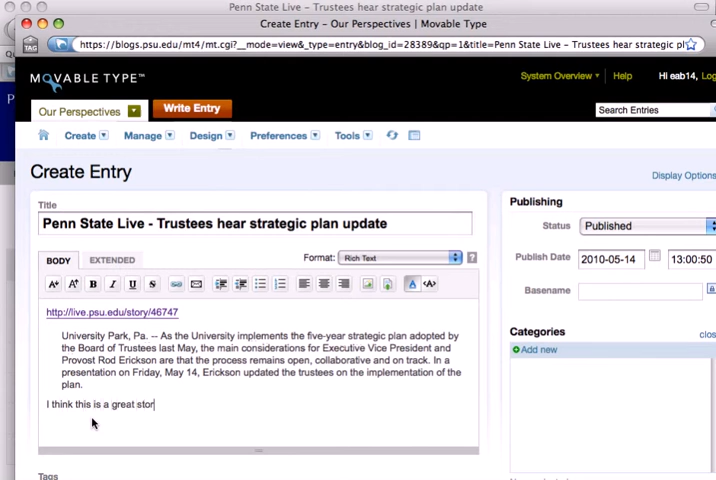 Penn State Live - Trustees hear strategic plan update
Create Entry - Our Perspectives | Movable Type
TAG
https://blogs.psu.edu/mt4/mt.cgi?__mode=view&_type=entry&blog_id=28389&qp=1&title=Penn State Live - Trustees hear strategic pl
MOVABLE TYPE™
System Overview Help Hi eab14, Log
Our Perspectives Write Entry
Search Entries
Create Manage Design Preferences Tools
Create Entry
Display Options
Title
Penn State Live - Trustees hear strategic plan update
BODY EXTENDED Format: Rich Text ?
A A B I U S A <A>
http://live.psu.edu/story/46747
University Park, Pa. -- As the University implements the five-year strategic plan adopted by
the Board of Trustees last May, the main considerations for Executive Vice President and
Provost Rod Erickson are that the process remains open, collaborative and on track. In a
presentation on Friday, May 14, Erickson updated the trustees on the implementation of the
plan.
I think this is a great stor
Tags
Publishing
Status Published
Publish Date 2010-05-14 13:00:50
Basename
Categories clos
Add new